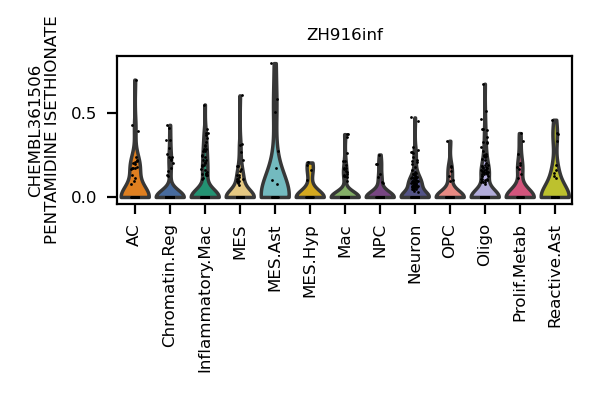 ZH916inf
CHEMBL361506
PENTAMIDINE ISETHIONATE
0.5
0.0
AC
Chromatin.Reg
Inflammatory.Mac
MES
MES.Ast
MES.Hyp
Mac
NPC
Neuron
OPC
Oligo
Prolif.Metab
Reactive.Ast